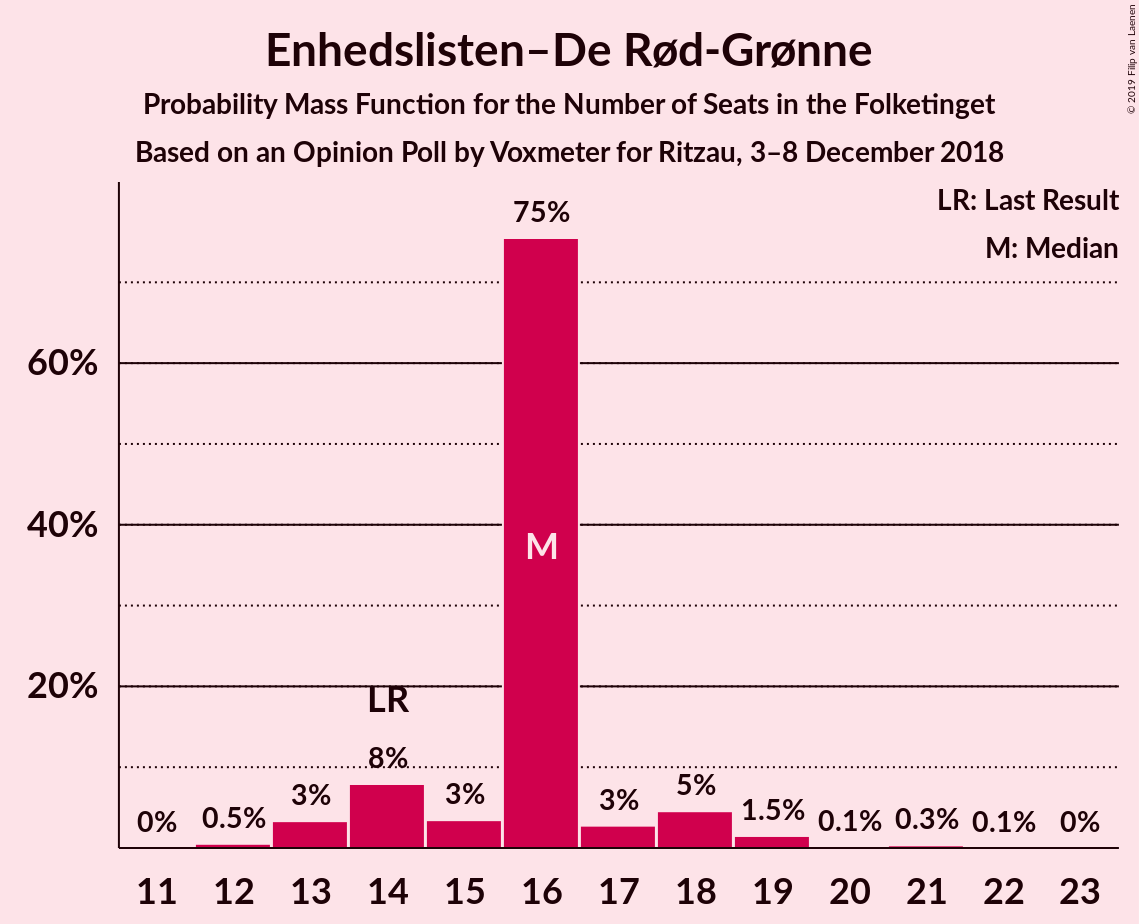 Enhedslisten–De Rød-Grønne
Probability Mass Function for the Number of Seats in the Folketinget
Based on an Opinion Poll by Voxmeter for Ritzau, 3–8 December 2018
© 2019 Filip van Laenen
LR: Last Result
M: Median
75%
60%
40%
M
20%
LR
8%
0%
0.5%
3%
3%
3%
5%
1.5%
0.1%
0.3%
0.1%
0%
11 12 13 14 15 16 17 18 19 20 21 22 23